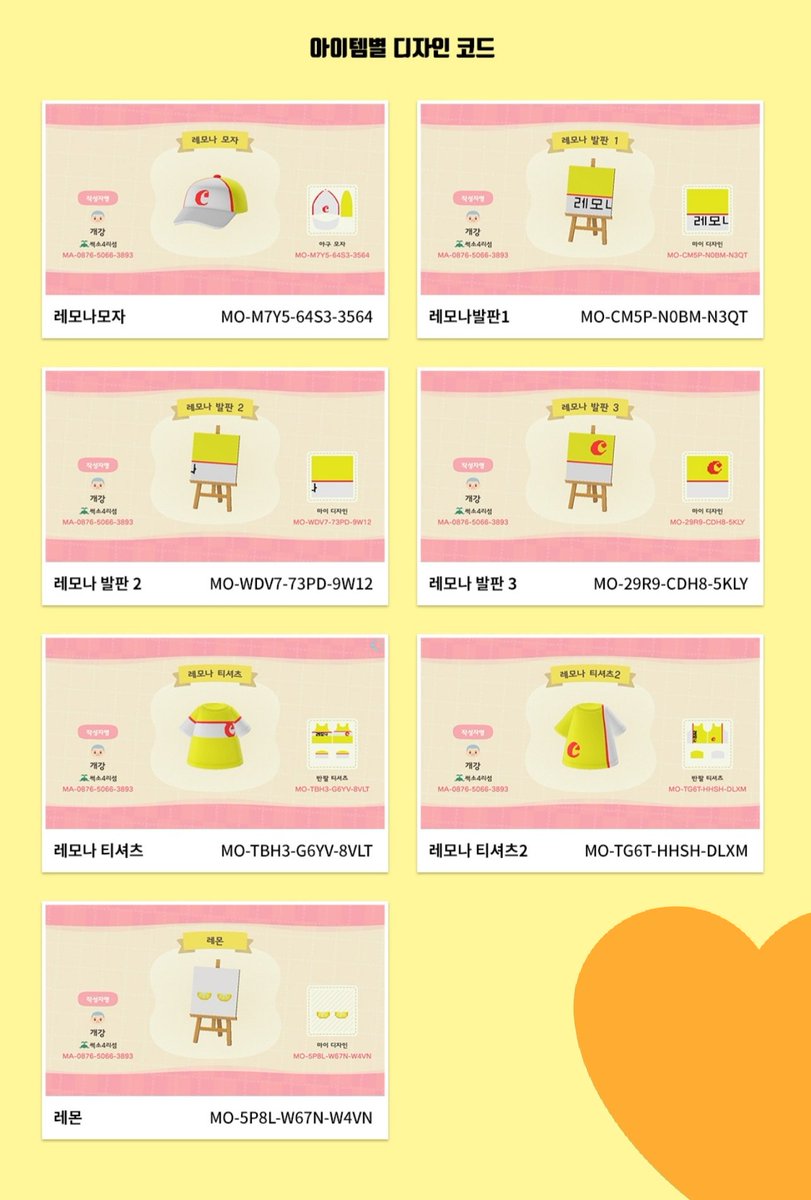 아이템별 디자인 코드
레모나 모자
작성자명
개강
썩소4리섬
MA-0876-5066-3893
야구 모자
MO-M7Y5-64S3-3564
레모나모자 MO-M7Y5-64S3-3564
레모나 발판 1
레모나
작성자명
개강
썩소4리섬
MA-0876-5066-3893
레모나
마이 디자인
MO-CM5P-N0BM-N3QT
레모나발판1 MO-CM5P-N0BM-N3QT
레모나 발판 2
작성자명
개강
썩소4리섬
MA-0876-5066-3893
마이 디자인
MO-WDV7-73PD-9W12
레모나 발판 2 MO-WDV7-73PD-9W12
레모나 발판 3
C
작성자명
개강
썩소4리섬
MA-0876-5066-3893
C
마이 디자인
MO-29R9-CDH8-5KLY
레모나 발판 3 MO-29R9-CDH8-5KLY
레모나 티셔츠
작성자명
개강
썩소4리섬
MA-0876-5066-3893
반팔 티셔츠
MO-TBH3-G6YV-8VLT
레모나 티셔츠 MO-TBH3-G6YV-8VLT
레모나 티셔츠2
작성자명
개강
썩소4리섬
MA-0876-5066-3893
반팔 티셔츠
MO-TG6T-HHSH-DLXM
레모나 티셔츠2 MO-TG6T-HHSH-DLXM
레몬
작성자명
개강
썩소4리섬
MA-0876-5066-3893
마이 디자인
MO-5P8L-W67N-W4VN
레몬 MO-5P8L-W67N-W4VN